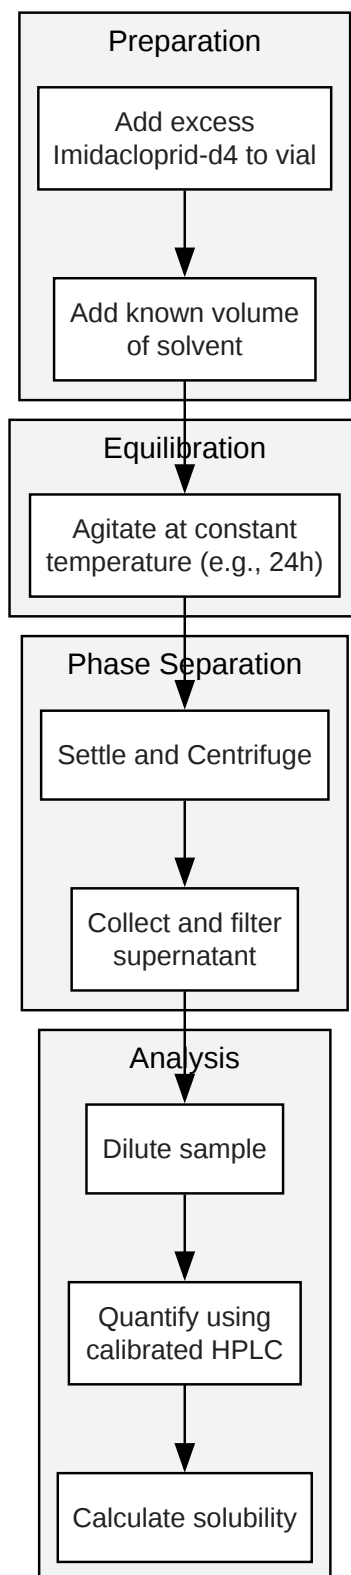 Preparation
Add excess
Imidacloprid-d4 to vial
Add known volume
of solvent
Equilibration
Agitate at constant
temperature (e.g., 24h)
Phase Separation
Settle and Centrifuge
Collect and filter
supernatant
Analysis
Dilute sample
Quantify using
calibrated HPLC
Calculate solubility